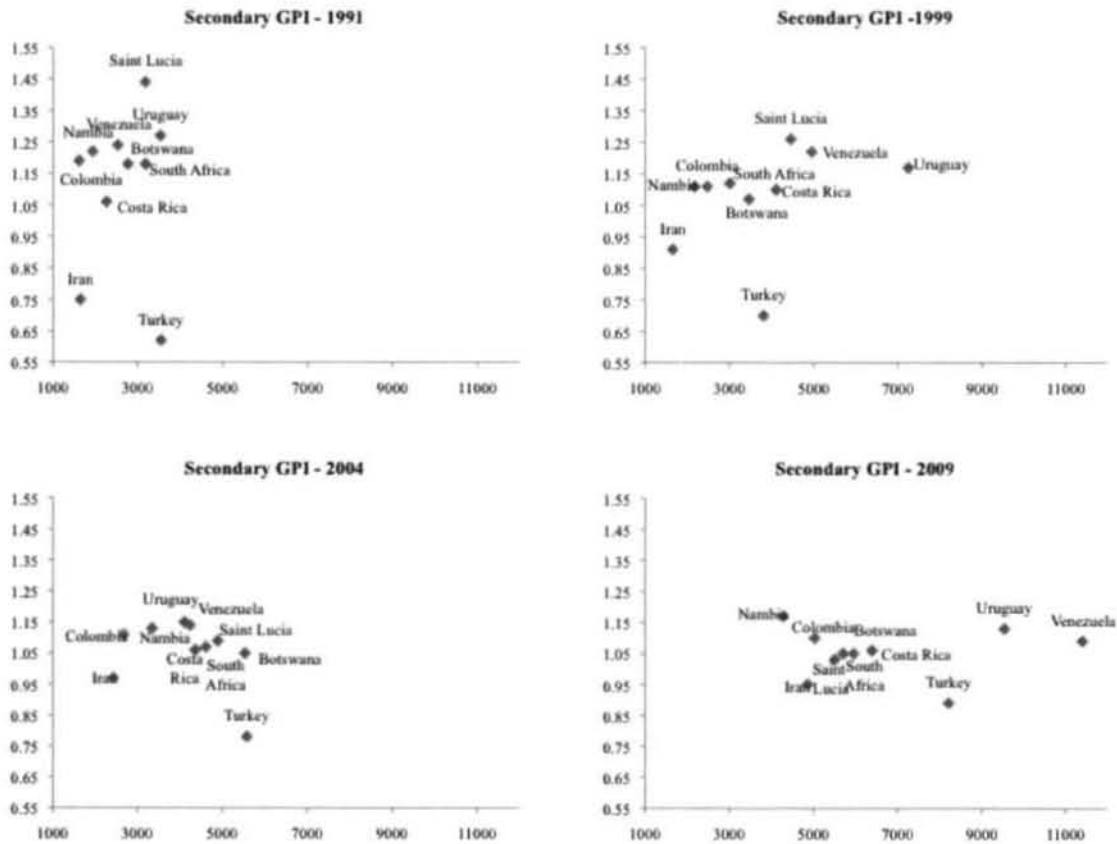 Secondary GPI - 1991
1.55
1.45
1.35
1.25
1.15
1.05
0.95
0.85
0.75
0.65
0.55
Saint Lucia
Uruguay
Venezuela
Nambia
Botswana
South Africa
Colombia
Costa Rica
Iran
Turkey
1000 3000 5000 7000 9000 11000
Secondary GPI -1999
1.55
1.45
1.35
1.25
1.15
1.05
0.95
0.85
0.75
0.65
0.55
Saint Lucia
Venezuela
Uruguay
Colombia
South Africa
Nambia
Costa Rica
Botswana
Iran
Turkey
1000 3000 5000 7000 9000 11000
Secondary GPI - 2004
1.55
1.45
1.35
1.25
1.15
1.05
0.95
0.85
0.75
0.65
0.55
Uruguay
Venezuela
Colombia
Nambia
Saint Lucia
Costa
Rica
South
Africa
Botswana
Iran
Turkey
1000 3000 5000 7000 9000 11000
Secondary GPI - 2009
1.55
1.45
1.35
1.25
1.15
1.05
0.95
0.85
0.75
0.65
0.55
Nambia
Uruguay
Venezuela
Colombia
Botswana
Costa Rica
Saint
Lucia
South
Africa
Iran
Turkey
1000 3000 5000 7000 9000 11000